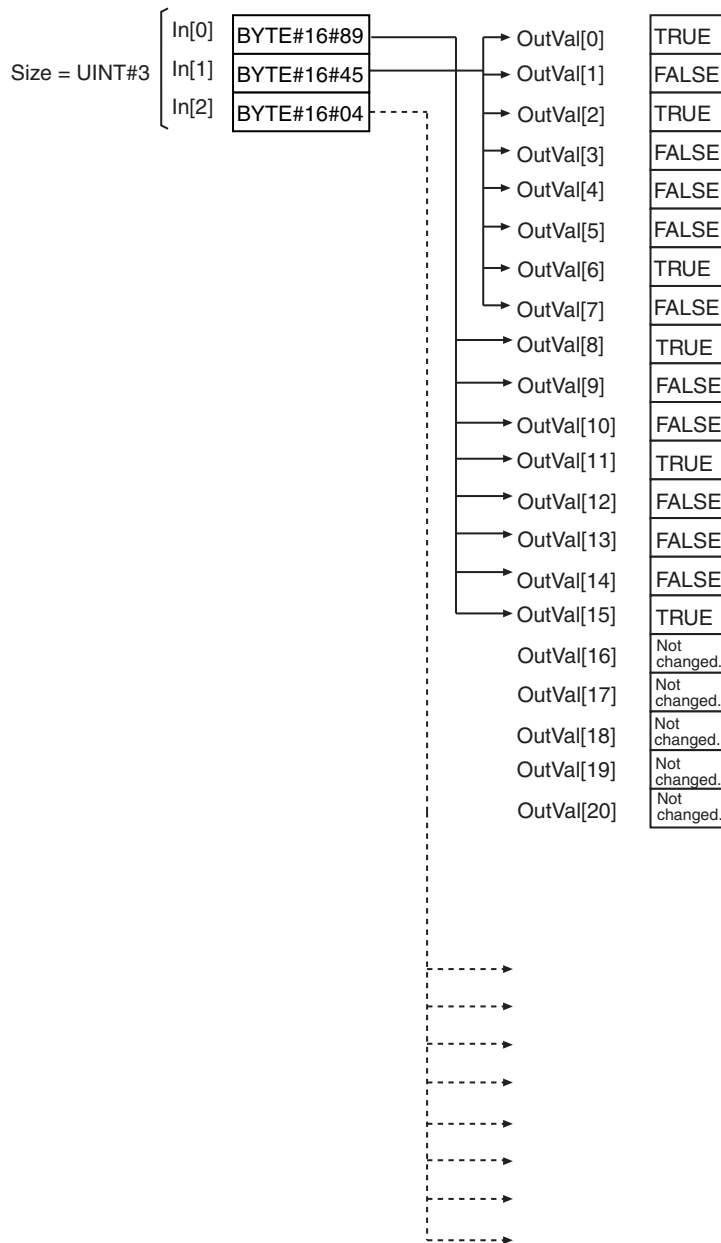 In[0] BYTE#16#89 OutVal[0] TRUE
Size = UINT#3 In[1] BYTE#16#45 OutVal[1] FALSE
In[2] BYTE#16#04 OutVal[2] TRUE
OutVal[3] FALSE
OutVal[4] FALSE
OutVal[5] FALSE
OutVal[6] TRUE
OutVal[7] FALSE
OutVal[8] TRUE
OutVal[9] FALSE
OutVal[10] FALSE
OutVal[11] TRUE
OutVal[12] FALSE
OutVal[13] FALSE
OutVal[14] FALSE
OutVal[15] TRUE
OutVal[16] Not
changed.
OutVal[17] Not
changed.
OutVal[18] Not
changed.
OutVal[19] Not
changed.
OutVal[20] Not
changed.